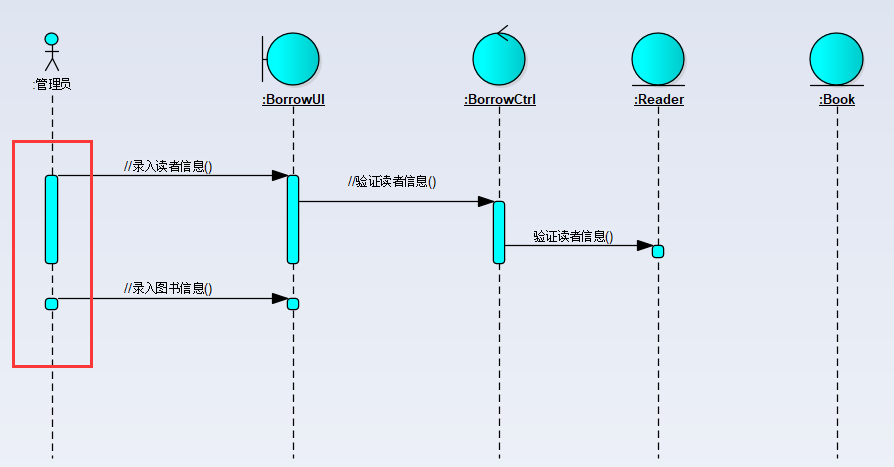 :管理员
:BorrowUI
:BorrowCtrl
:Reader
:Book
//录入读者信息()
//验证读者信息()
验证读者信息()
//录入图书信息()